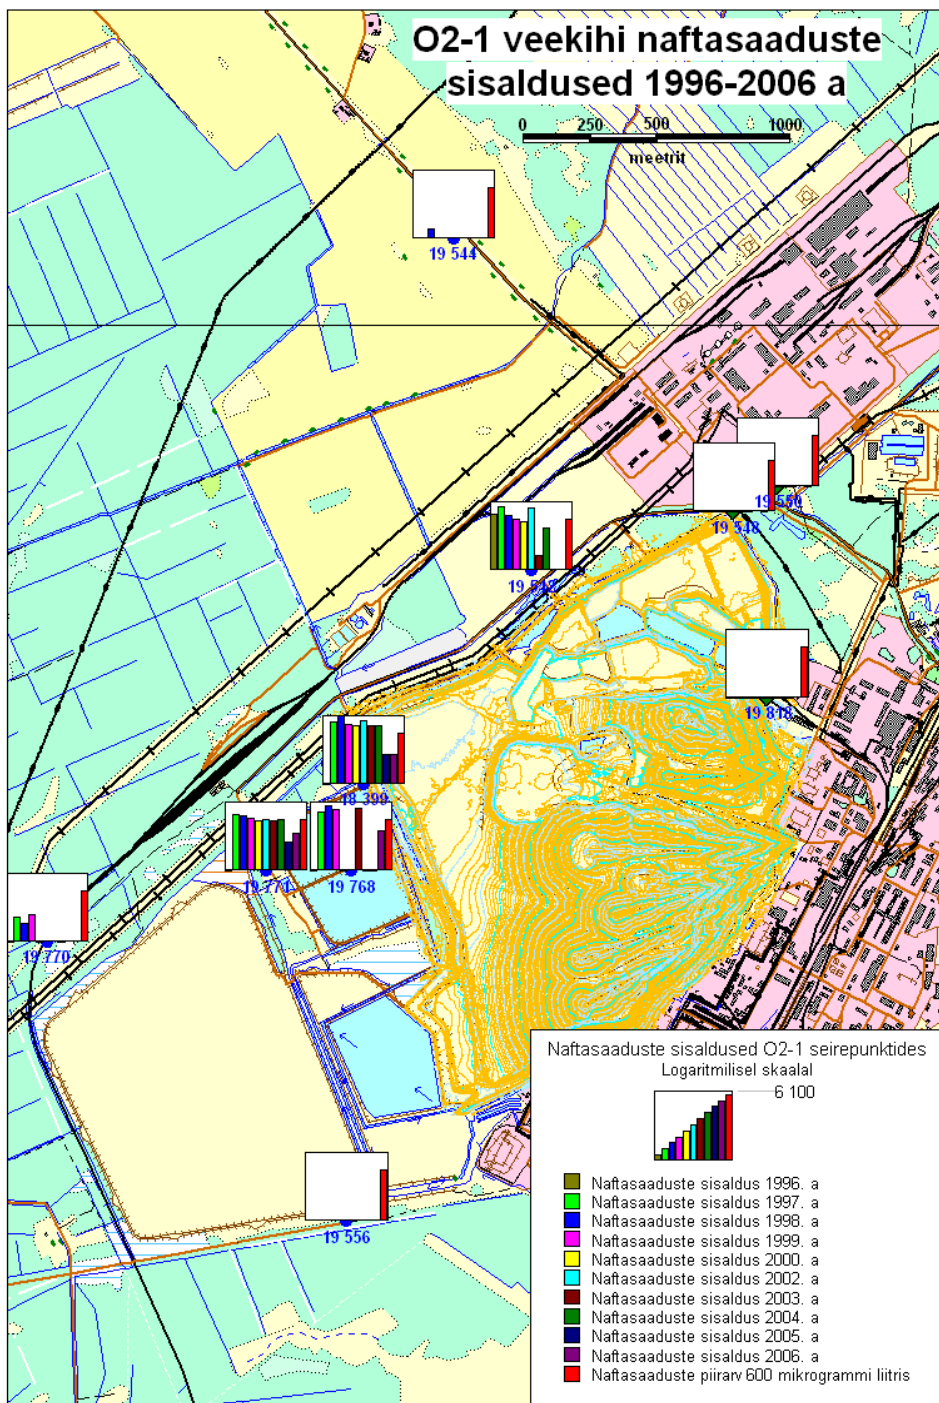 O2-1 veekihi naftasaaduste
sisaldused 1996-2006 a
0 250 500 1000
meetrit
19 544
19 550
19 548
19 818
18 399
19 771
19 768
19 770
19 556
Naftasaaduste sisaldused O2-1 seirepunktides
Logaritmilisel skaalal
6 100
Naftasaaduste sisaldus 1996. a
Naftasaaduste sisaldus 1997. a
Naftasaaduste sisaldus 1998. a
Naftasaaduste sisaldus 1999. a
Naftasaaduste sisaldus 2000. a
Naftasaaduste sisaldus 2002. a
Naftasaaduste sisaldus 2003. a
Naftasaaduste sisaldus 2004. a
Naftasaaduste sisaldus 2005. a
Naftasaaduste sisaldus 2006. a
Naftasaaduste piirarv 600 mikrogrammi liitris